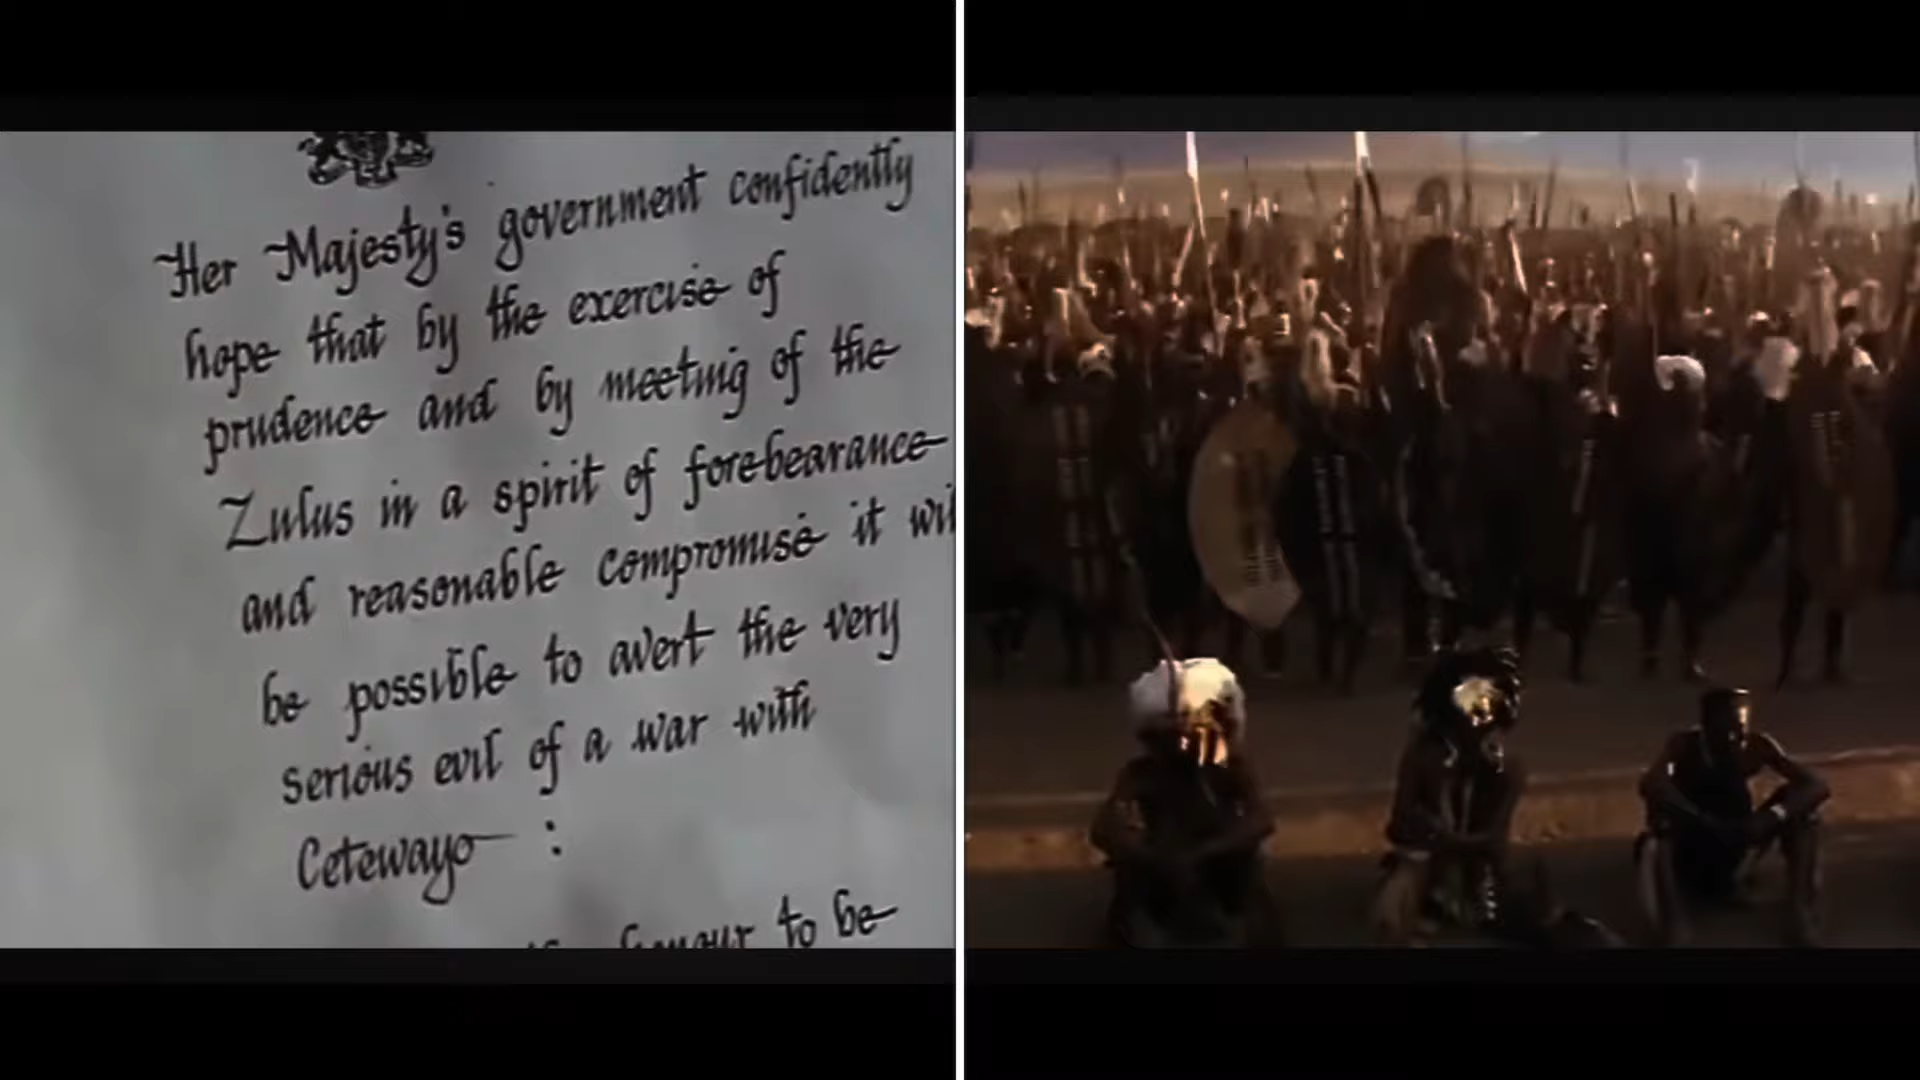 Her Majesty's government confidently
hope that by the exercise of
prudence and by meeting of the
Zulus in a spirit of forebearance
and reasonable compromise it
be possible to avert the very
serious evil of a war with
Cetewayo :
honour to be